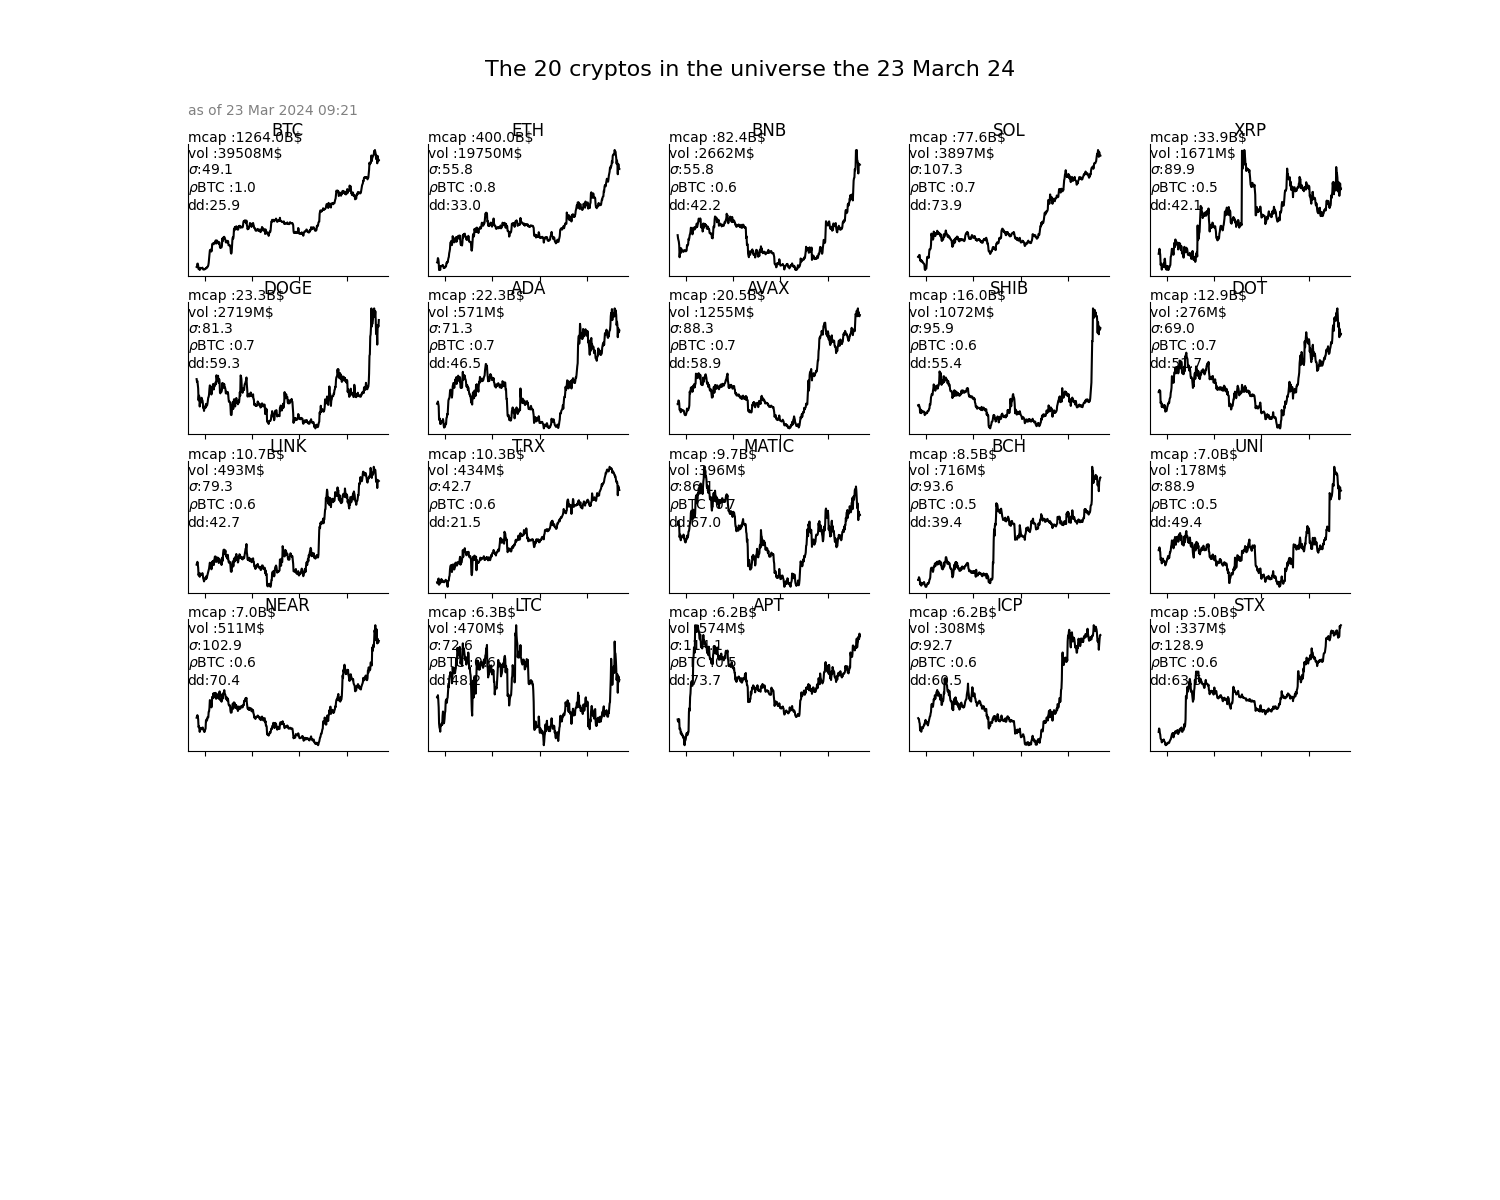 The 20 cryptos in the universe the 23 March 24
as of 23 Mar 2024 09:21
BTC
mcap :1264.0B$
vol :39508M$
σ:49.1
ρBTC :1.0
dd:25.9
ETH
mcap :400.0B$
vol :19750M$
σ:55.8
ρBTC :0.8
dd:33.0
BNB
mcap :82.4B$
vol :2662M$
σ:55.8
ρBTC :0.6
dd:42.2
SOL
mcap :77.6B$
vol :3897M$
σ:107.3
ρBTC :0.7
dd:73.9
XRP
mcap :33.9B$
vol :1671M$
σ:89.9
ρBTC :0.5
dd:42.1
DOGE
mcap :23.3B$
vol :2719M$
σ:81.3
ρBTC :0.7
dd:59.3
ADA
mcap :22.3B$
vol :571M$
σ:71.3
ρBTC :0.7
dd:46.5
AVAX
mcap :20.5B$
vol :1255M$
σ:88.3
ρBTC :0.7
dd:58.9
SHIB
mcap :16.0B$
vol :1072M$
σ:95.9
ρBTC :0.6
dd:55.4
DOT
mcap :12.9B$
vol :276M$
σ:69.0
ρBTC :0.7
LINK
mcap :10.7B$
vol :493M$
σ:79.3
ρBTC :0.6
dd:42.7
TRX
mcap :10.3B$
vol :434M$
σ:42.7
ρBTC :0.6
dd:21.5
MATIC
mcap :9.7B$
vol :396M$
ρBTC :0.7
dd:67.0
BCH
mcap :8.5B$
vol :716M$
σ:93.6
ρBTC :0.5
dd:39.4
UNI
mcap :7.0B$
vol :178M$
σ:88.9
ρBTC :0.5
dd:49.4
NEAR
mcap :7.0B$
vol :511M$
σ:102.9
ρBTC :0.6
dd:70.4
LTC
mcap :6.3B$
vol :470M$
σ:72.6
ρBTC :0.6
APT
mcap :6.2B$
vol :574M$
ρBTC :0.5
dd:73.7
ICP
mcap :6.2B$
vol :308M$
σ:92.7
ρBTC :0.6
dd:60.5
STX
mcap :5.0B$
vol :337M$
σ:128.9
ρBTC :0.6